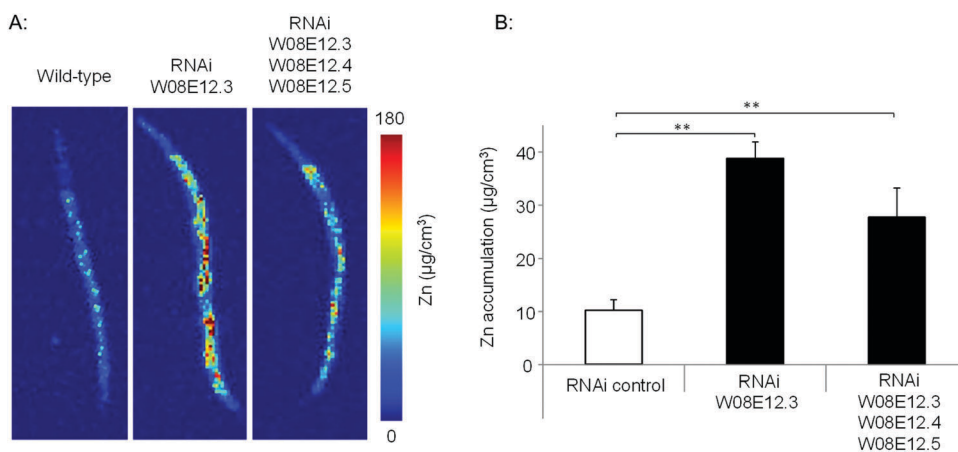 A:
Wild-type
RNAi
W08E12.3
RNAi
W08E12.3
W08E12.4
W08E12.5
180
Zn (µg/cm³)
0
B:
**
**
Zn accumulation (µg/cm³)
40
30
20
10
0
RNAi control
RNAi
W08E12.3
RNAi
W08E12.3
W08E12.4
W08E12.5